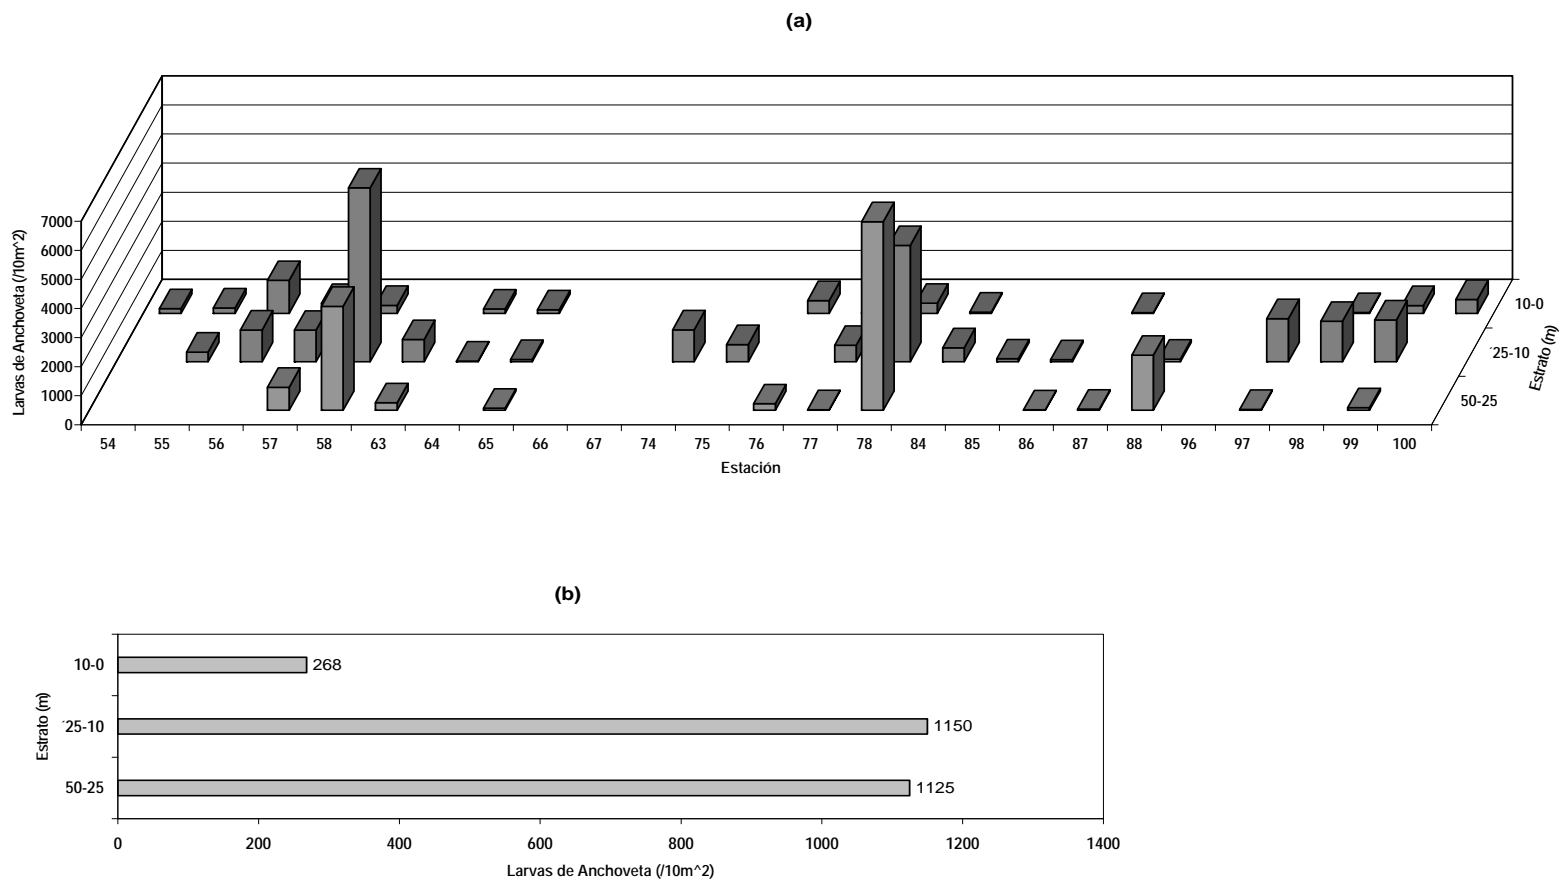 (a)
Larvas de Anchoveta (/10m^2)
7000
6000
5000
4000
3000
2000
1000
0
54 55 56 57 58 63 64 65 66 67 74 75 76 77 78 84 85 86 87 88 96 97 98 99 100
Estación
10-0
´25-10
50-25
Estrato (m)
(b)
Estrato (m)
10-0 268
´25-10 1150
50-25 1125
0 200 400 600 800 1000 1200 1400
Larvas de Anchoveta (/10m^2)